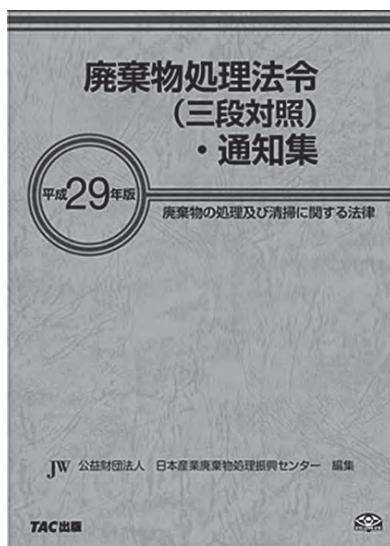 廃棄物処理法令
(三段対照)
・通知集
平成29年版
廃棄物の処理及び清掃に関する法律
JW 公益財団法人 日本産業廃棄物処理振興センター 編集
TAC出版